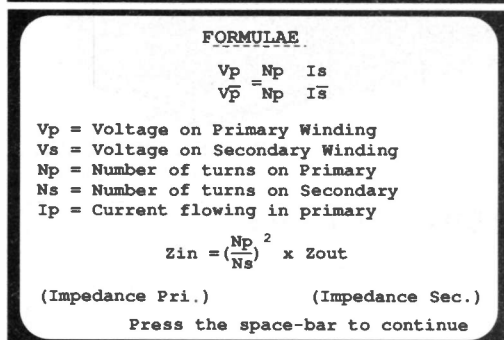 FORMULAE
Vp Np Is
= 
Vp Np Is
Vp = Voltage on Primary Winding
Vs = Voltage on Secondary Winding
Np = Number of turns on Primary
Ns = Number of turns on Secondary
Ip = Current flowing in primary
Zin =(Np/Ns)² x Zout
(Impedance Pri.) (Impedance Sec.)
Press the space-bar to continue